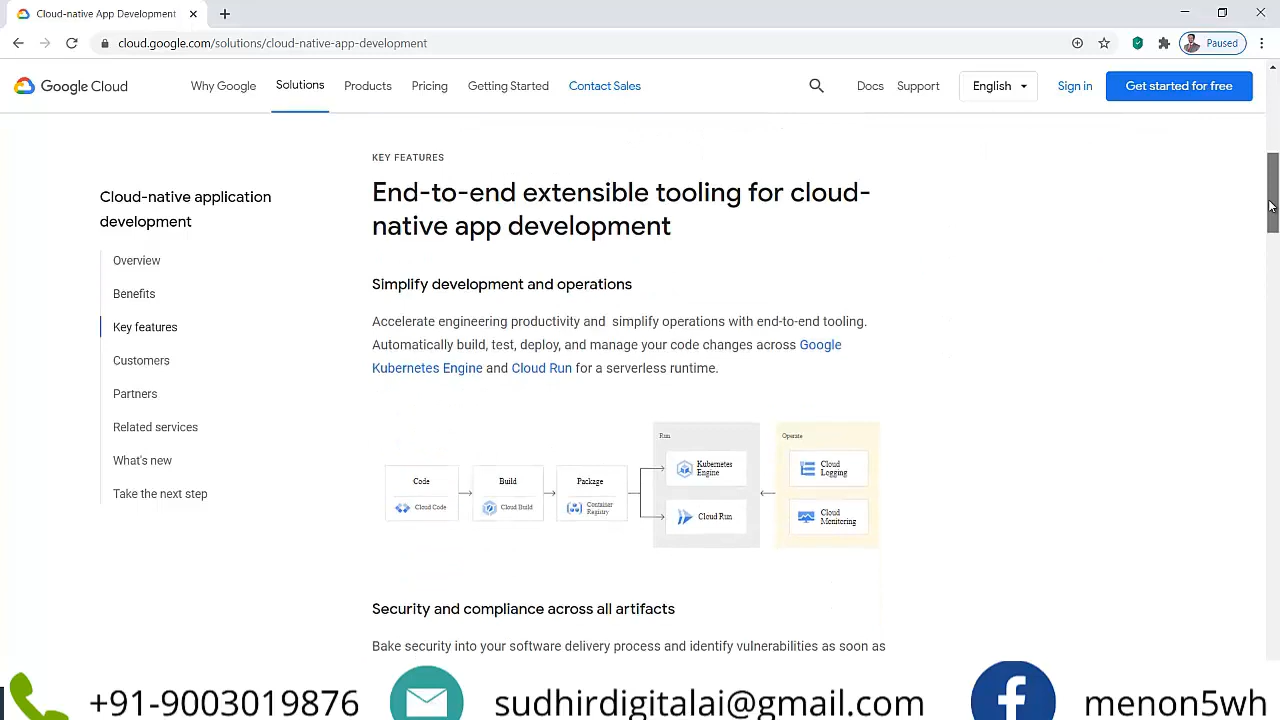 Cloud-native App Development
cloud.google.com/solutions/cloud-native-app-development
Paused
Google Cloud
Why Google
Solutions
Products
Pricing
Getting Started
Contact Sales
Docs
Support
English
Sign in
Get started for free
Cloud-native application
development
Overview
Benefits
Key features
Customers
Partners
Related services
What's new
Take the next step
KEY FEATURES
End-to-end extensible tooling for cloud-
native app development
Simplify development and operations
Accelerate engineering productivity and simplify operations with end-to-end tooling.
Automatically build, test, deploy, and manage your code changes across Google
Kubernetes Engine and Cloud Run for a serverless runtime.
Code
Cloud Code
Build
Cloud Build
Package
Container
Registry
Run
Kubernetes
Engine
Cloud Run
Operate
Cloud
Logging
Cloud
Monitoring
Security and compliance across all artifacts
Bake security into your software delivery process and identify vulnerabilities as soon as
+91-9003019876
sudhirdigitalai@gmail.com
menon5wh